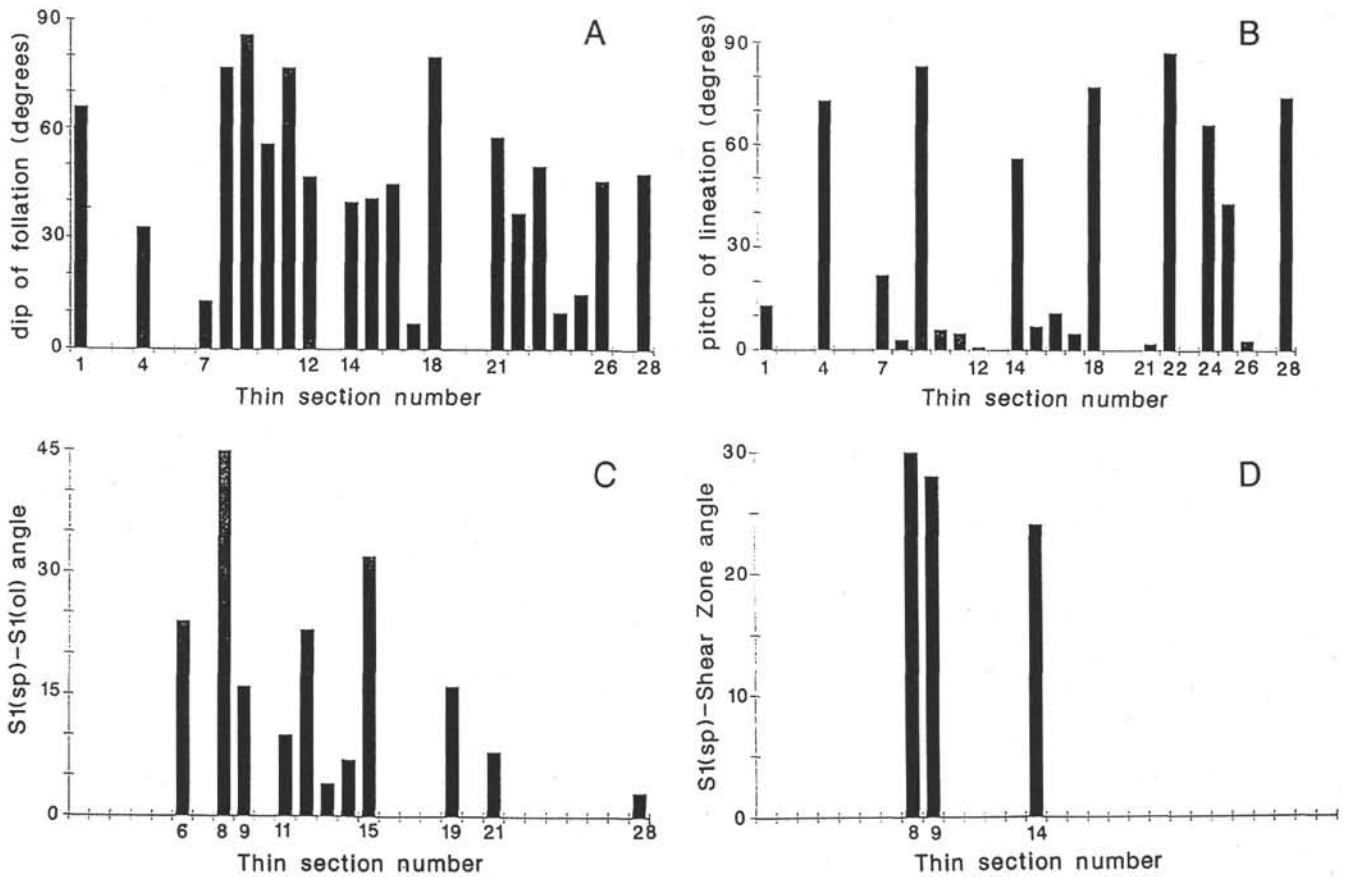 A
90
60
30
0
dip of foliation (degrees)
1 4 7 12 14 18 21 26 28
Thin section number
B
90
60
30
0
pitch of lineation (degrees)
1 4 7 12 14 18 21 22 24 26 28
Thin section number
C
45
30
15
0
S1(sp)-S1(ol) angle
6 8 9 11 15 19 21 28
Thin section number
D
30
20
10
0
S1(sp)-Shear Zone angle
8 9 14
Thin section number